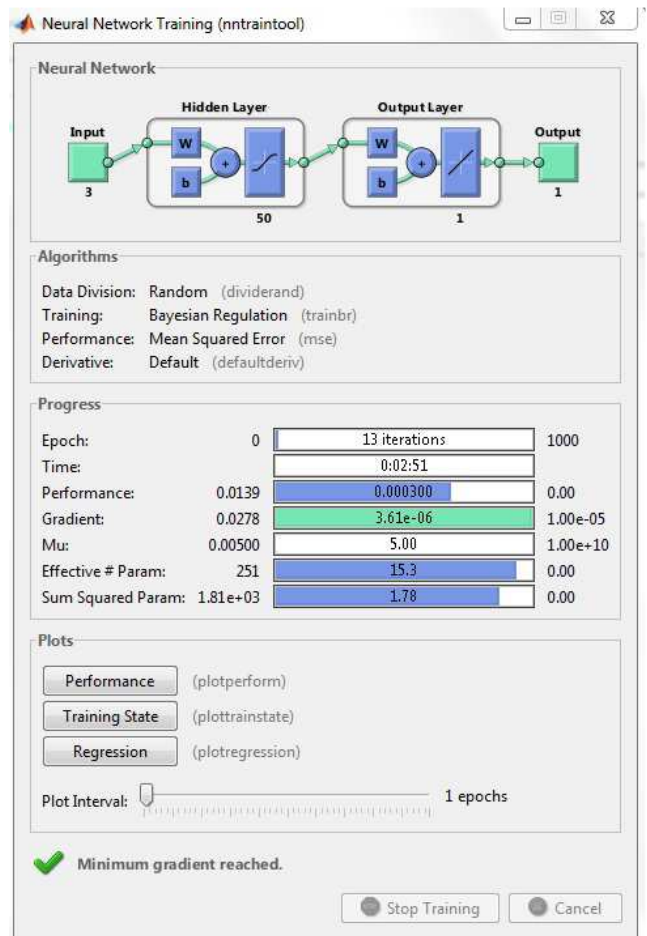 Neural Network Training (nntraintool)
Neural Network
Hidden Layer Output Layer
Input Output
W W
+ +
b b
3 1
50 1
Algorithms
Data Division: Random (dividerand)
Training: Bayesian Regulation (trainbr)
Performance: Mean Squared Error (mse)
Derivative: Default (defaultderiv)
Progress
Epoch: 0 13 iterations 1000
Time: 0:02:51
Performance: 0.0139 0.000300 0.00
Gradient: 0.0278 3.61e-06 1.00e-05
Mu: 0.00500 5.00 1.00e+10
Effective # Param: 251 15.3 0.00
Sum Squared Param: 1.81e+03 1.78 0.00
Plots
Performance (plotperform)
Training State (plottrainstate)
Regression (plotregression)
Plot Interval: 1 epochs
Minimum gradient reached.
Stop Training Cancel